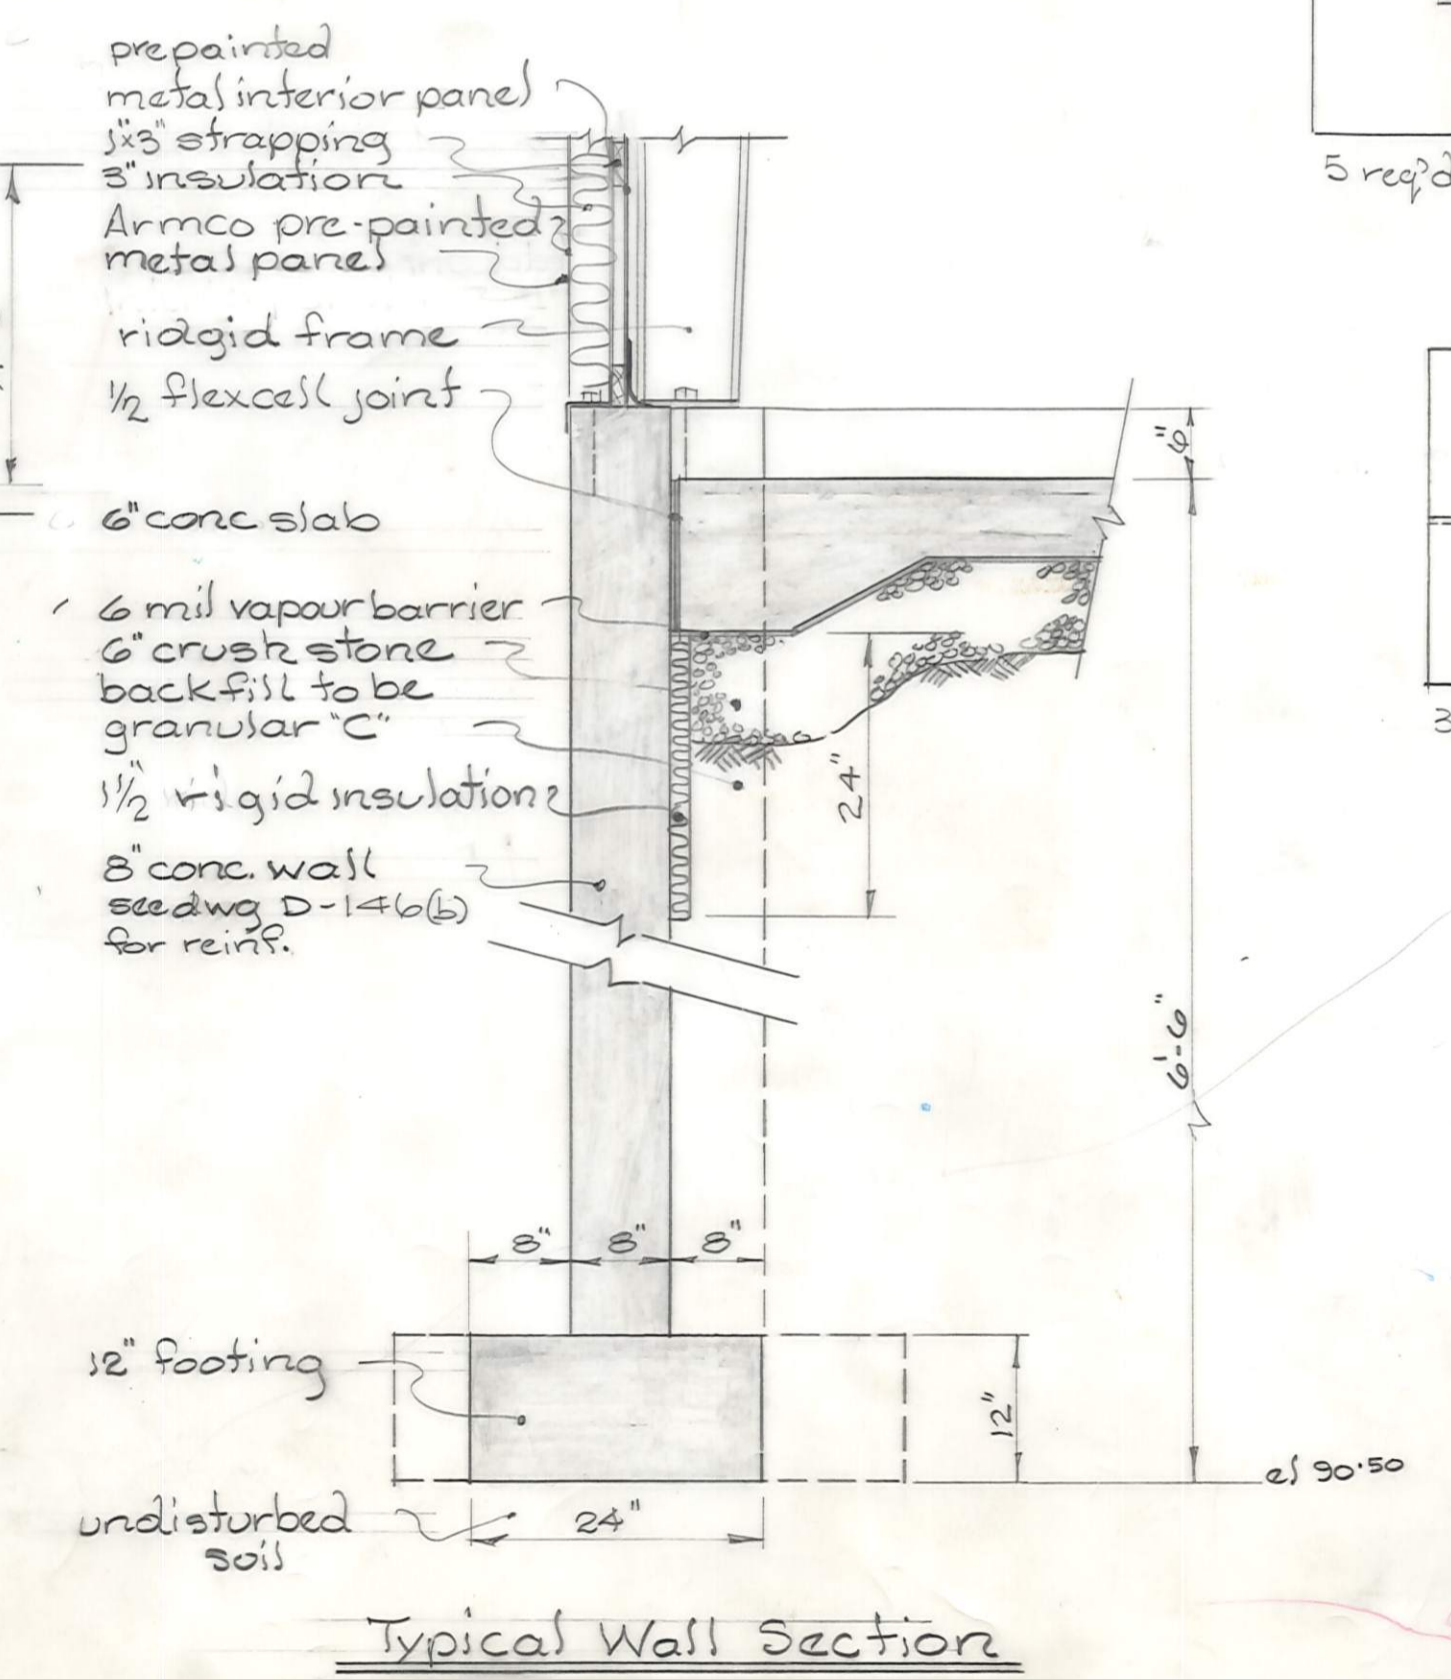 prepainted
metal interior panel
1"x3" strapping
3" insulation
Armco pre-painted
metal panel
ridgid frame
1/2 flexcell joint
6" conc slab
6 mil vapour barrier
6" crush stone
backfill to be
granular "C"
1 1/2" rigid insulation
8" conc. wall
see dwg D-146(b)
for reinf.
12" footing
undisturbed
soil
5 req'd
6"
24"
6'-6"
8" 8" 8"
12"
24"
el 90.50
3
Typical Wall Section